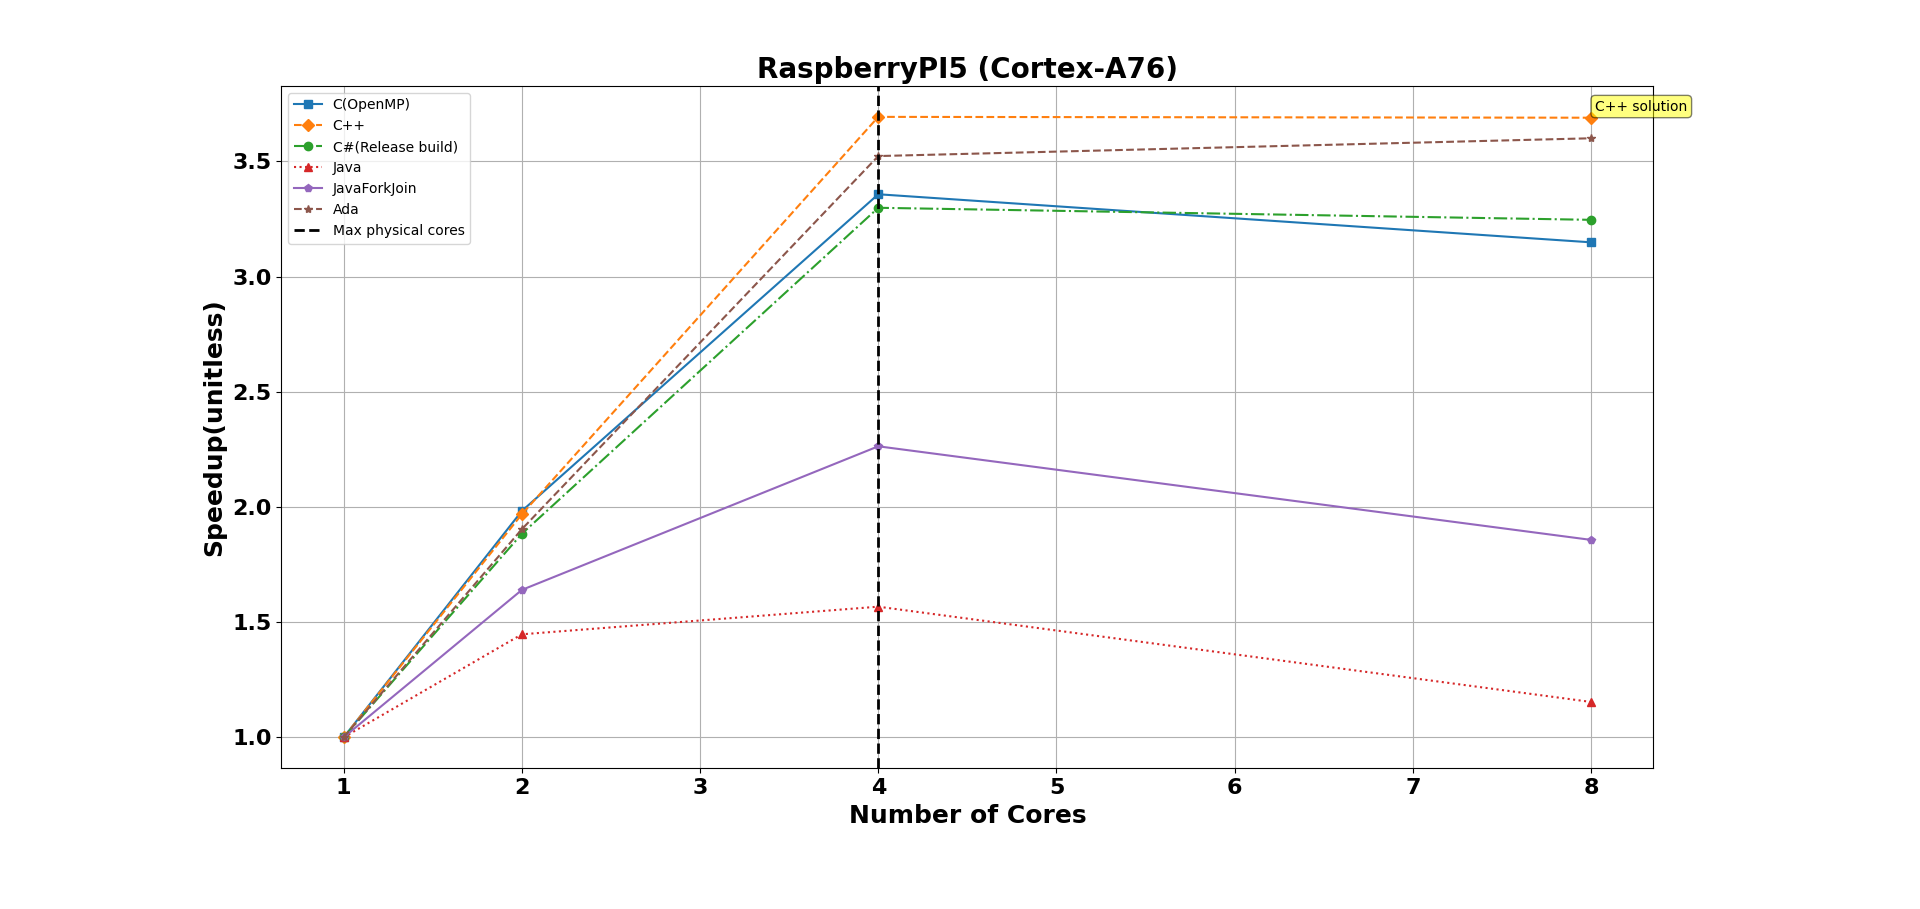 RaspberryPI5 (Cortex-A76)
C(OpenMP)
C++
C#(Release build)
Java
JavaForkJoin
Ada
Max physical cores
C++ solution
Speedup(unitless)
3.5
3.0
2.5
2.0
1.5
1.0
1 2 3 4 5 6 7 8
Number of Cores